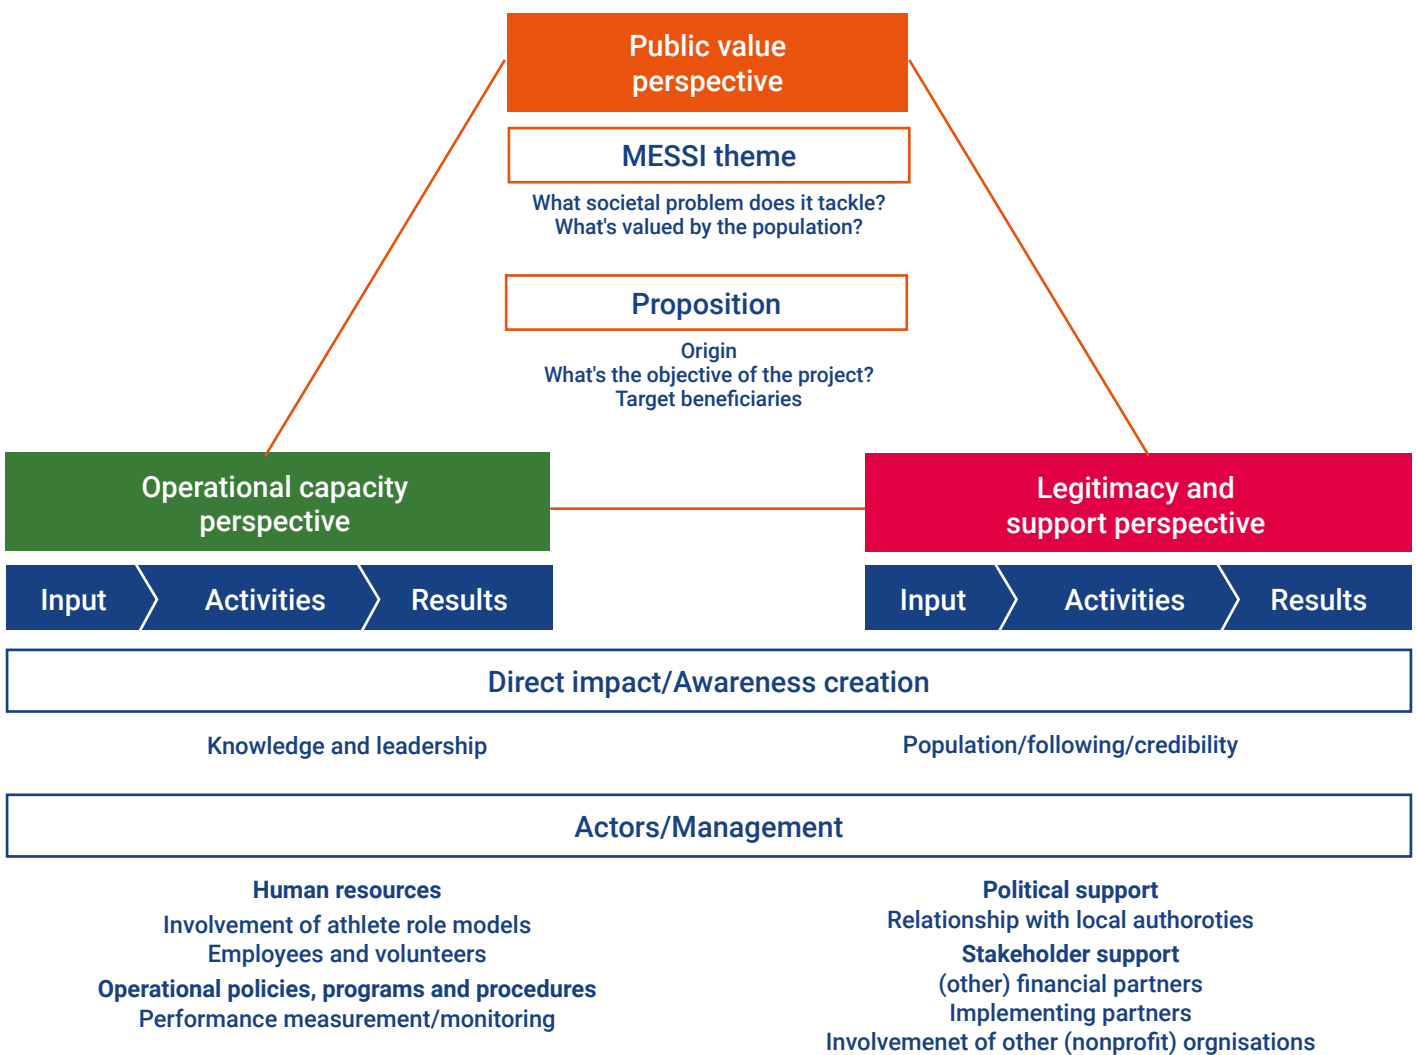 Public value
perspective
MESSI theme
What societal problem does it tackle?
What's valued by the population?
Proposition
Origin
What's the objective of the project?
Target beneficiaries
Operational capacity
perspective
Input
Activities
Results
Legitimacy and
support perspective
Input
Activities
Results
Direct impact/Awareness creation
Knowledge and leadership
Population/following/credibility
Actors/Management
Human resources
Involvement of athlete role models
Employees and volunteers
Operational policies, programs and procedures
Performance measurement/monitoring
Political support
Relationship with local authoroties
Stakeholder support
(other) financial partners
Implementing partners
Involvemenet of other (nonprofit) orgnisations